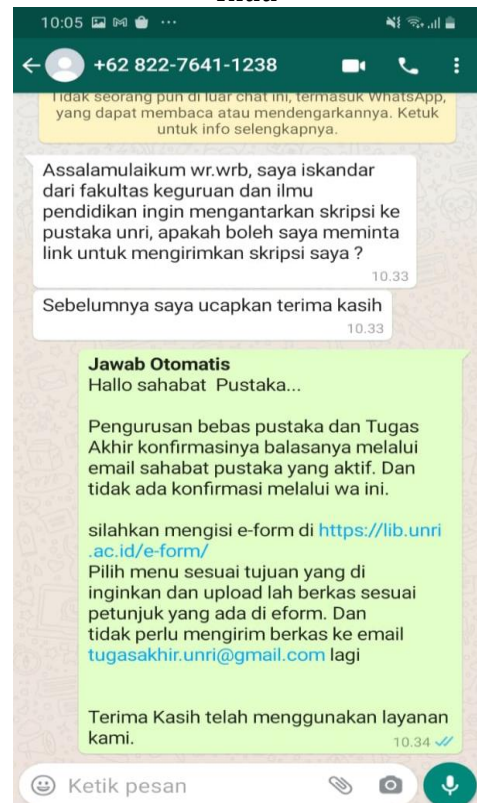 10:05
+62 822-7641-1238
Tidak seorang pun di luar chat ini, termasuk WhatsApp,
yang dapat membaca atau mendengarkannya. Ketuk
untuk info selengkapnya.
Assalamulaikum wr.wrb, saya iskandar
dari fakultas keguruan dan ilmu
pendidikan ingin mengantarkan skripsi ke
pustaka unri, apakah boleh saya meminta
link untuk mengirimkan skripsi saya ?
10.33
Sebelumnya saya ucapkan terima kasih
10.33
Jawab Otomatis
Hallo sahabat Pustaka...
Pengurusan bebas pustaka dan Tugas
Akhir konfirmasinya balasanya melalui
email sahabat pustaka yang aktif. Dan
tidak ada konfirmasi melalui wa ini.
silahkan mengisi e-form di https://lib.unri
.ac.id/e-form/
Pilih menu sesuai tujuan yang di
inginkan dan upload lah berkas sesuai
petunjuk yang ada di eform. Dan
tidak perlu mengirim berkas ke email
tugasakhir.unri@gmail.com lagi
Terima Kasih telah menggunakan layanan
kami.
10.34
Ketik pesan